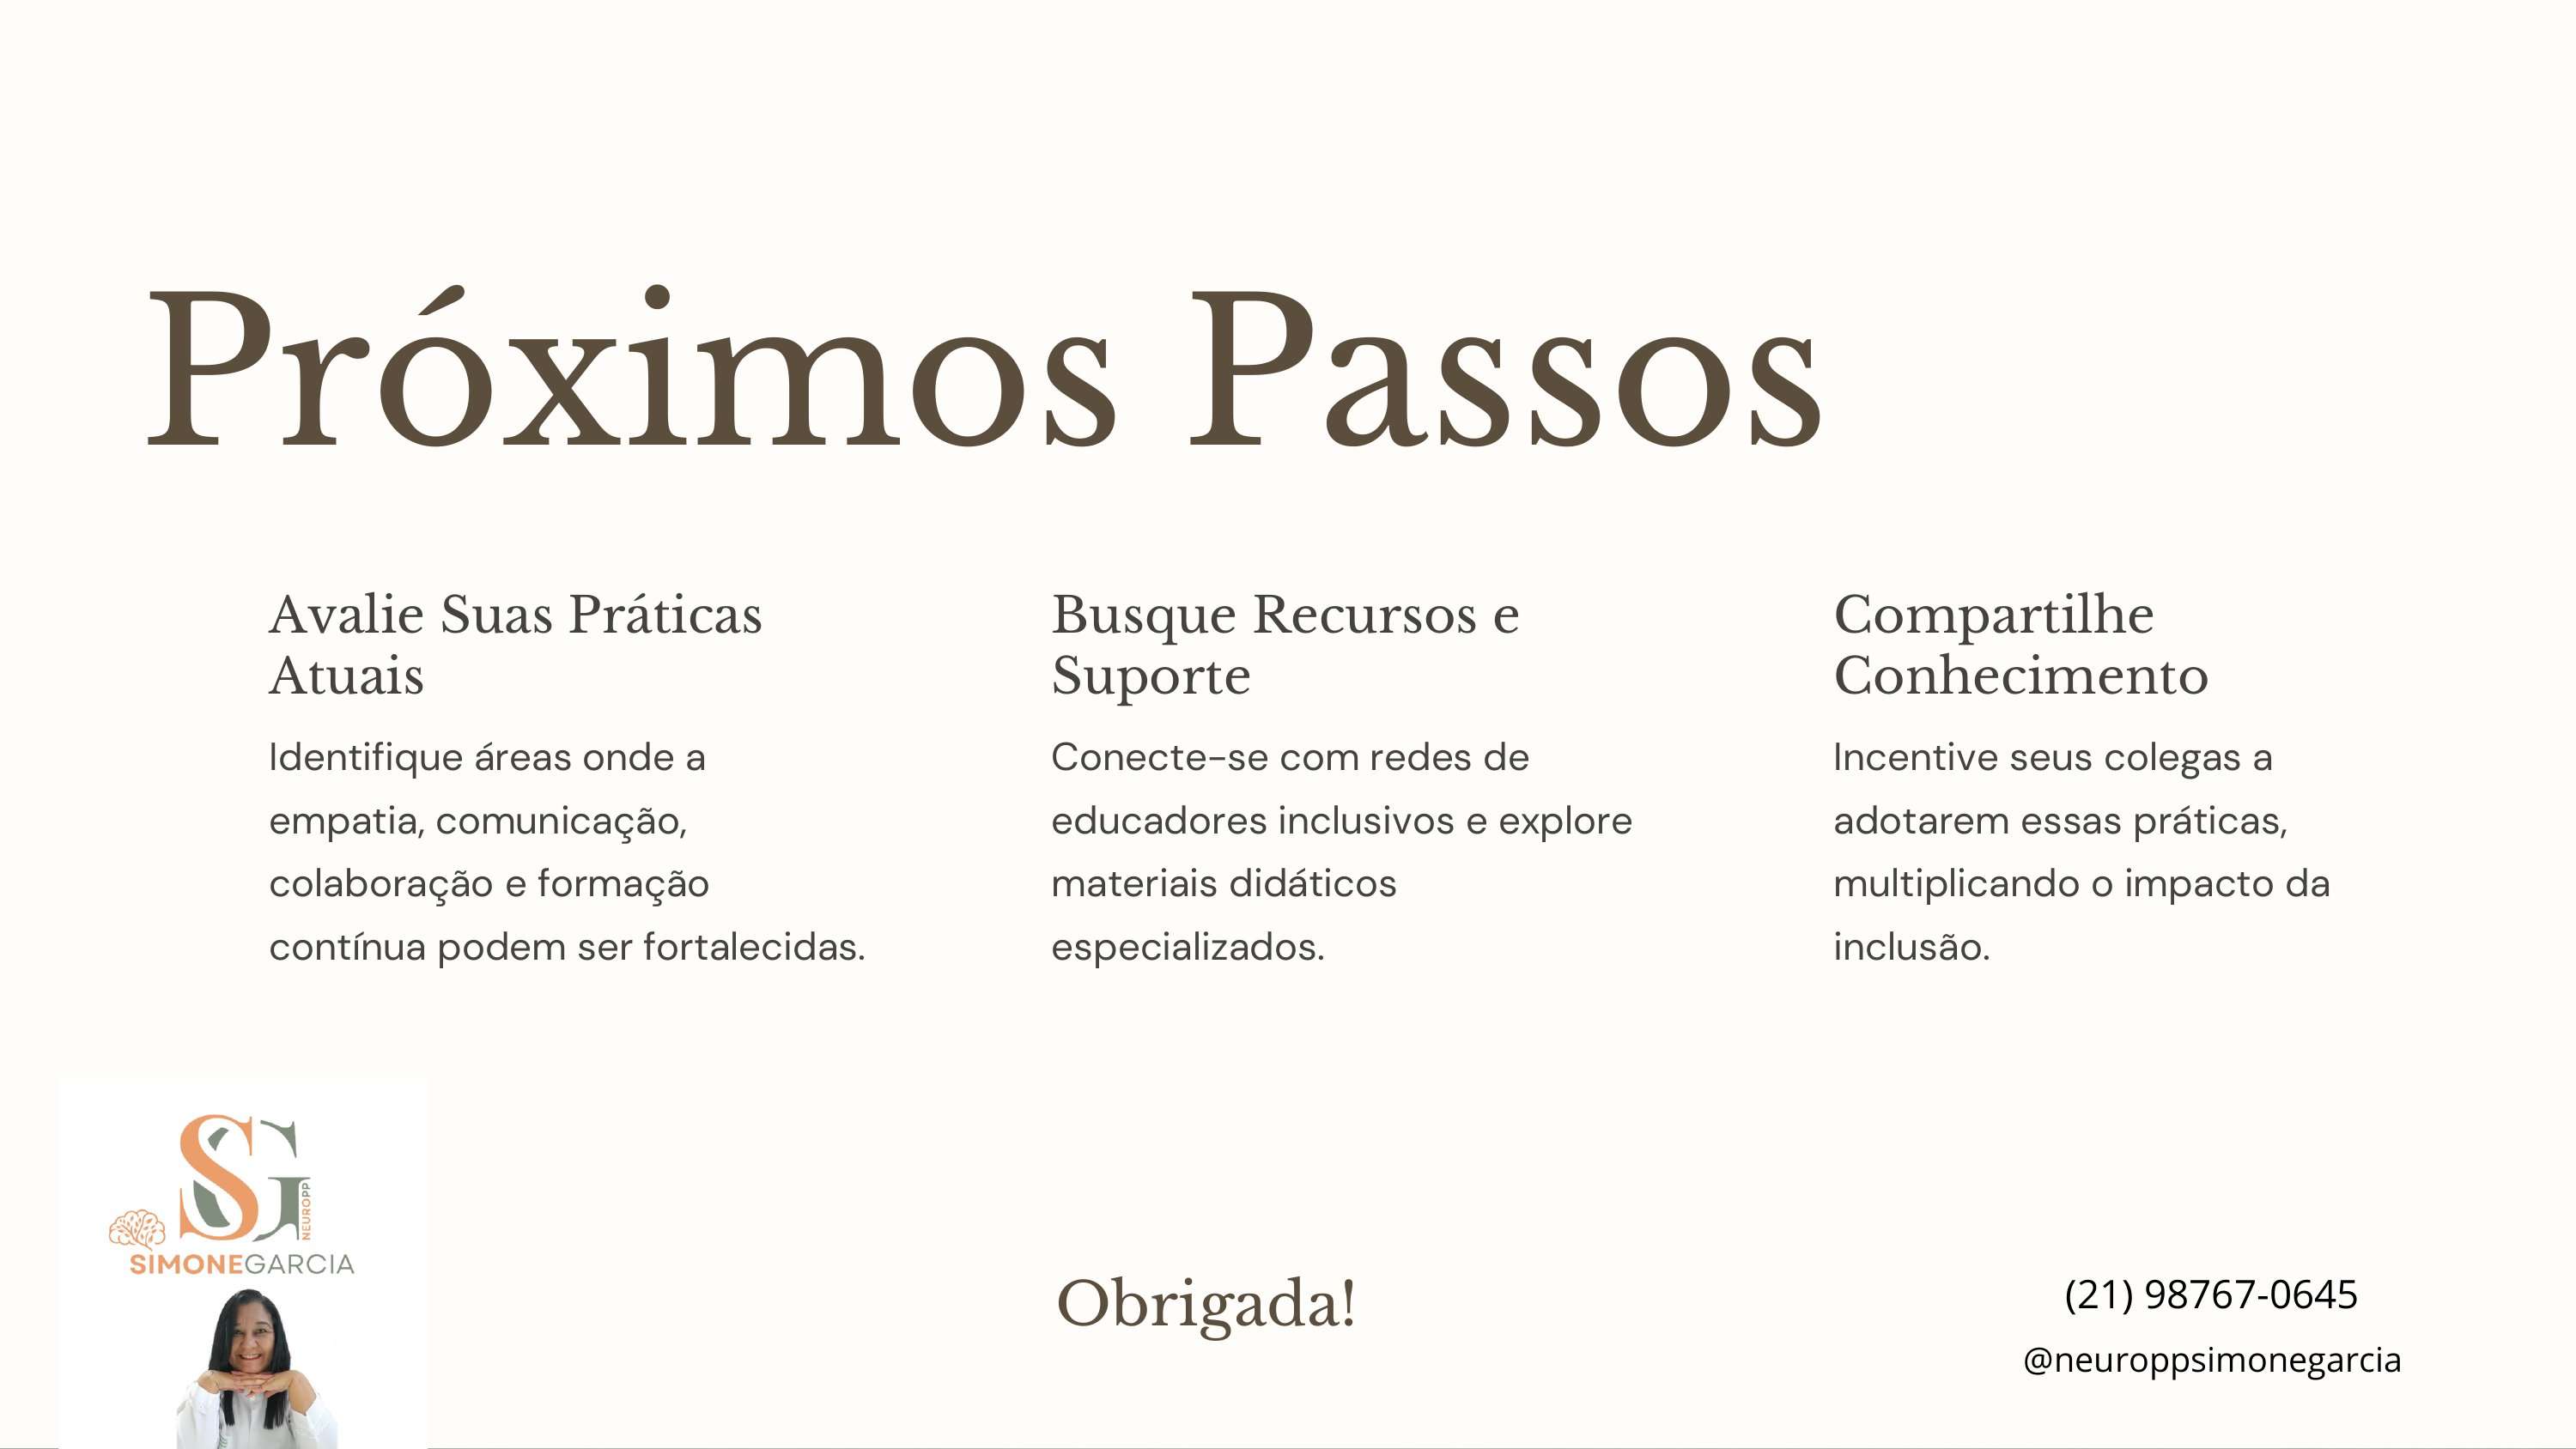 Próximos Passos
Avalie Suas Práticas
Atuais
Identifique áreas onde a
empatia, comunicação,
colaboração e formação
contínua podem ser fortalecidas.
Busque Recursos e
Suporte
Conecte-se com redes de
educadores inclusivos e explore
materiais didáticos
especializados.
Compartilhe
Conhecimento
Incentive seus colegas a
adotarem essas práticas,
multiplicando o impacto da
inclusão.
SG
NEUROPP
SIMONEGARCIA
Obrigada!
(21) 98767-0645
@neuroppsimonegarcia